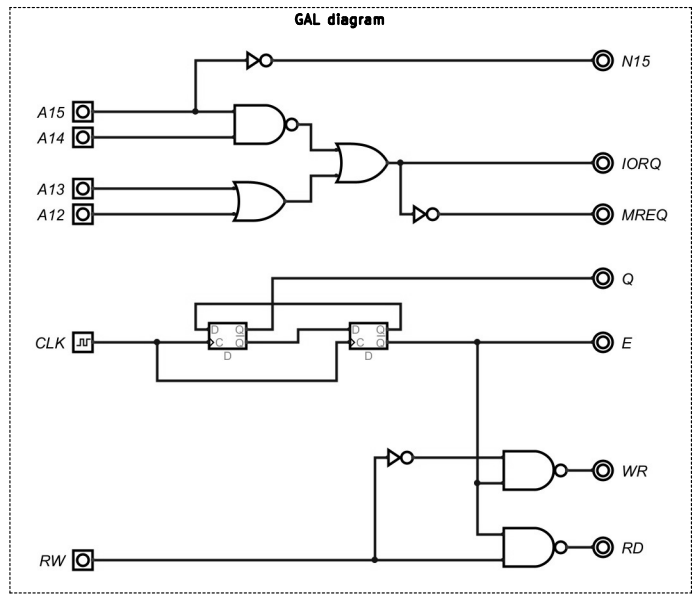 GAL diagram
N15
A15
A14
IORQ
A13
A12
MREQ
Q
D Q
C Q
D
D Q
C Q
D
CLK
E
WR
RW
RD